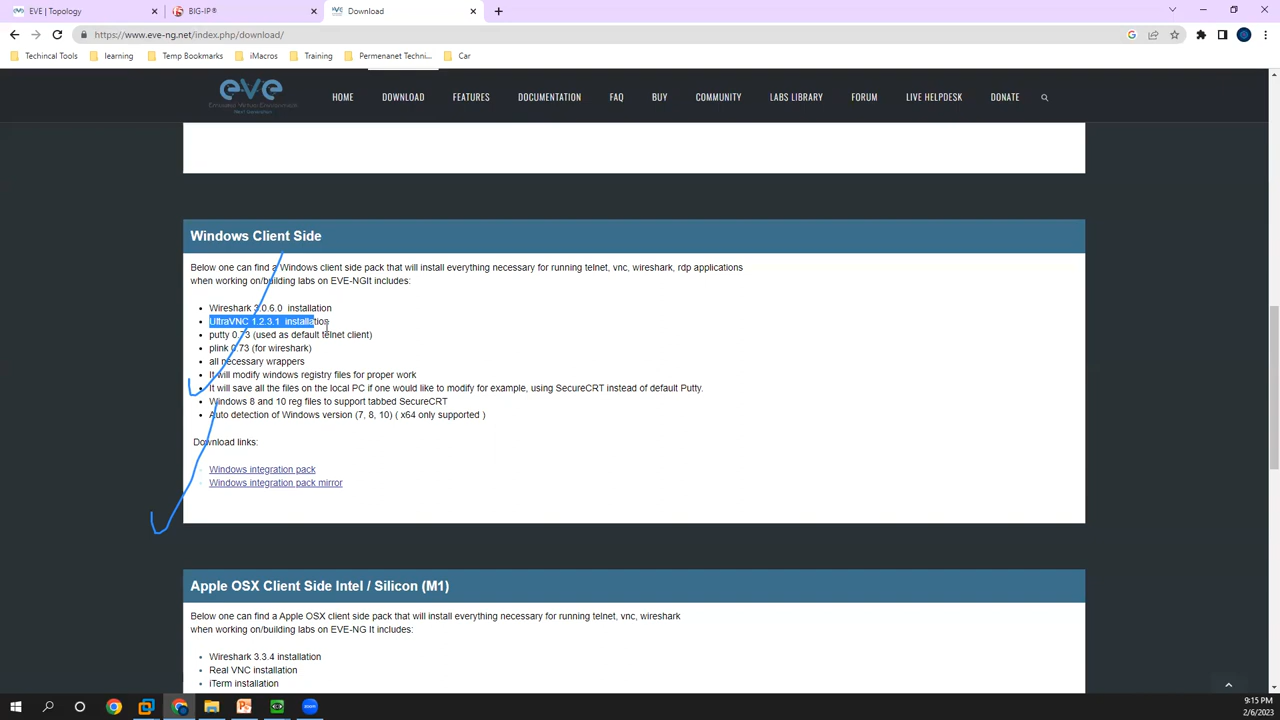 EVE | Topology
BIG-IP®
Download
https://www.eve-ng.net/index.php/download/
Techincal Tools
learning
Temp Bookmarks
iMacros
Training
Permenanet Techni...
Car
eve
Next Generation
HOME
DOWNLOAD
FEATURES
DOCUMENTATION
FAQ
BUY
COMMUNITY
LABS LIBRARY
FORUM
LIVE HELPDESK
DONATE
Windows Client Side
Below one can find a Windows client side pack that will install everything necessary for running telnet, vnc, wireshark, rdp applications
when working on/building labs on EVE-NGIt includes:
Wireshark 3.0.6.0 installation
UltraVNC 1.2.3.1 installation
putty 0.73 (used as default telnet client)
plink 0.73 (for wireshark)
all necessary wrappers
It will modify windows registry files for proper work
It will save all the files on the local PC if one would like to modify for example, using SecureCRT instead of default Putty.
Windows 8 and 10 reg files to support tabbed SecureCRT
Auto detection of Windows version (7, 8, 10) ( x64 only supported )
Download links:
Windows integration pack
Windows integration pack mirror
Apple OSX Client Side Intel / Silicon (M1)
Below one can find a Apple OSX client side pack that will install everything necessary for running telnet, vnc, wireshark
when working on/building labs on EVE-NG It includes:
Wireshark 3.3.4 installation
Real VNC installation
iTerm installation
zoom
9:15 PM
2/6/2023